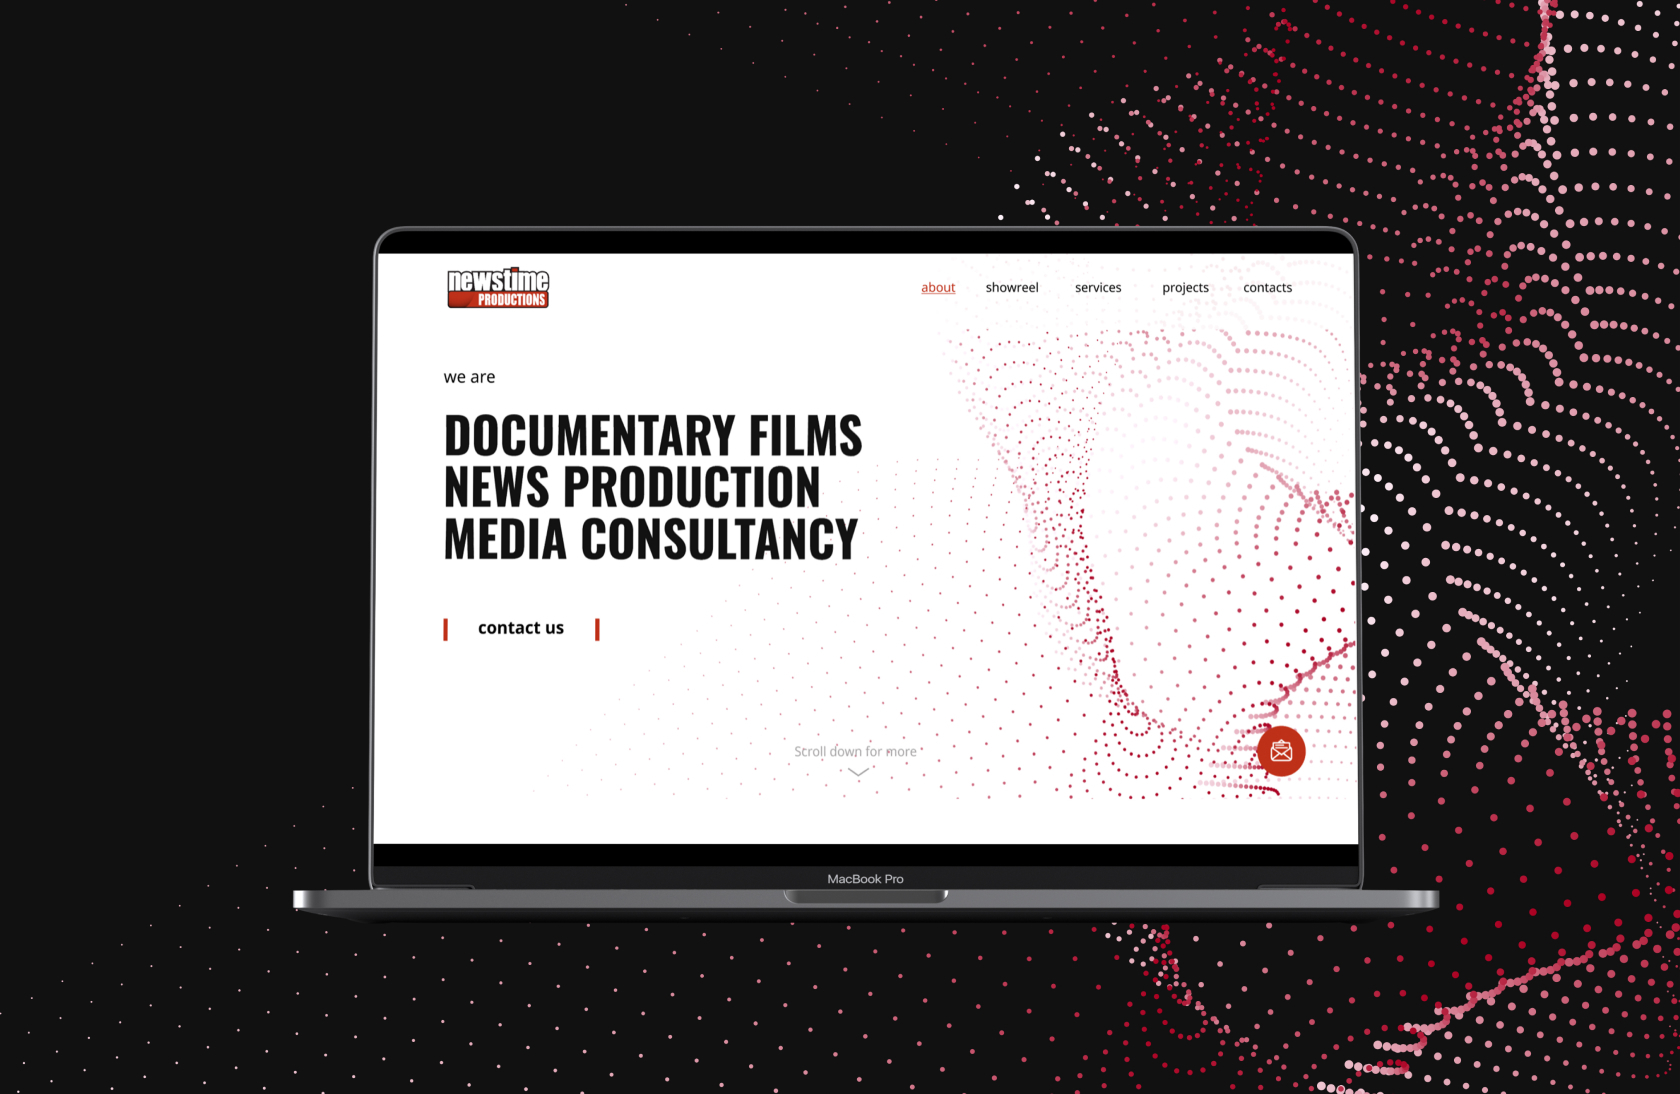 newstime
PRODUCTIONS
about showreel services projects contacts
we are
DOCUMENTARY FILMS
NEWS PRODUCTION
MEDIA CONSULTANCY
contact us
Scroll down for more
MacBook Pro